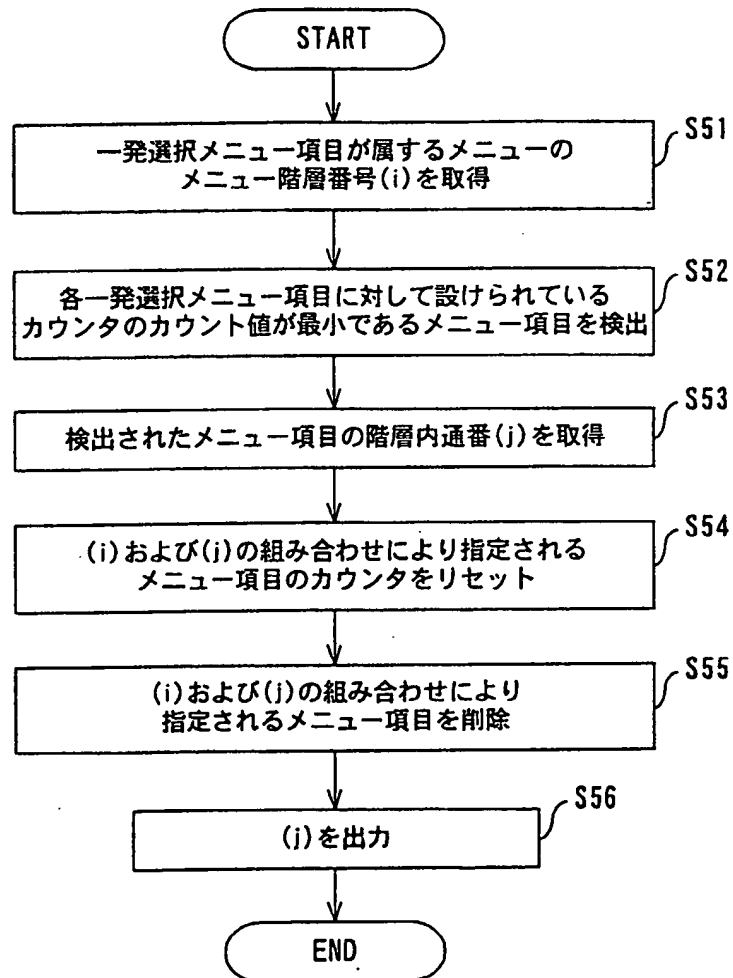 START
S51
一発選択メニュー項目が属するメニューの
メニュー階層番号(i)を取得
S52
各一発選択メニュー項目に対して設けられている
カウンタのカウント値が最小であるメニュー項目を検出
S53
検出されたメニュー項目の階層内通番(j)を取得
S54
(i)および(j)の組み合わせにより指定される
メニュー項目のカウンタをリセット
S55
(i)および(j)の組み合わせにより
指定されるメニュー項目を削除
S56
(j)を出力
END